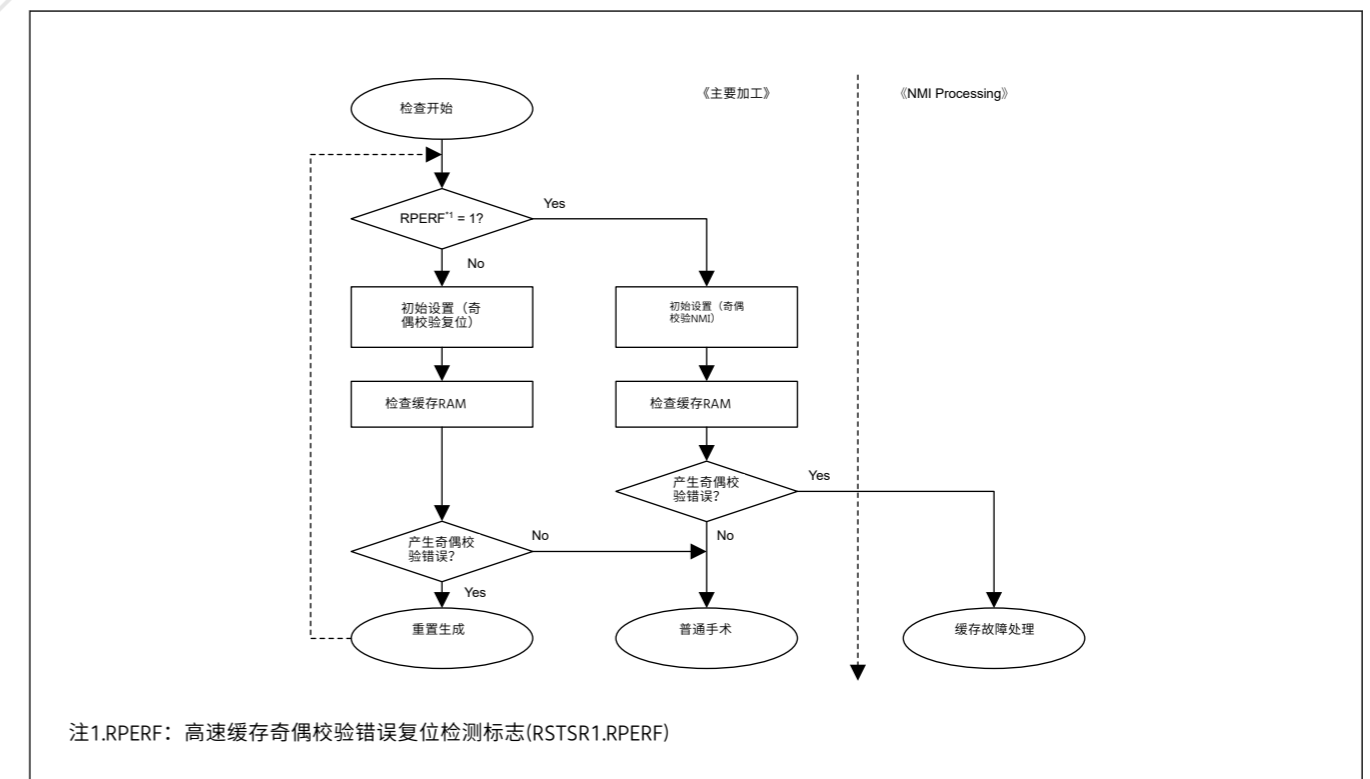 《主要加工》
《NMI Processing》
检查开始
RPERF*1 = 1?
Yes
No
初始设置（奇
偶校验复位）
初始设置（奇偶
校验NMI）
检查缓存RAM
检查缓存RAM
产生奇偶校
验错误？
Yes
No
产生奇偶校
验错误？
No
Yes
重置生成
普通手术
缓存故障处理
注1.RPERF：高速缓存奇偶校验错误复位检测标志(RSTSR1.RPERF)